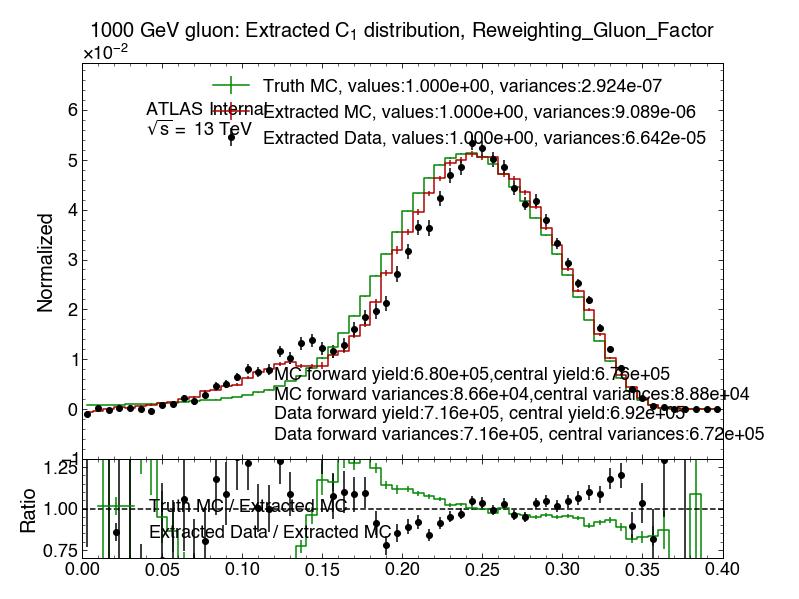 1000 GeV gluon: Extracted C₁ distribution, Reweighting_Gluon_Factor
×10⁻²
Truth MC, values:1.000e+00, variances:2.924e-07
ATLAS Internal
Extracted MC, values:1.000e+00, variances:9.089e-06
√s = 13 TeV
Extracted Data, values:1.000e+00, variances:6.642e-05
6
5
4
3
2
1
0
-1
Normalized
MC forward yield:6.80e+05,central yield:6.76e+05
MC forward variances:8.66e+04,central variances:8.88e+04
Data forward yield:7.16e+05, central yield:6.92e+05
Data forward variances:7.16e+05, central variances:6.72e+05
1.25
1.00
0.75
Ratio
Truth MC / Extracted MC
Extracted Data / Extracted MC
0.00 0.05 0.10 0.15 0.20 0.25 0.30 0.35 0.40